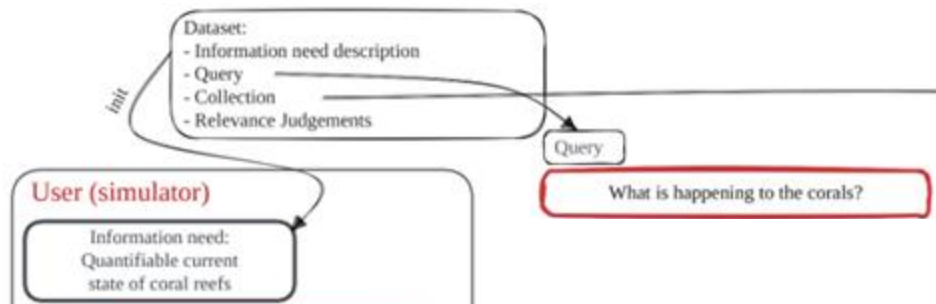 Dataset:
- Information need description
- Query
- Collection
- Relevance Judgements
init
Query
What is happening to the corals?
User (simulator)
Information need:
Quantifiable current
state of coral reefs